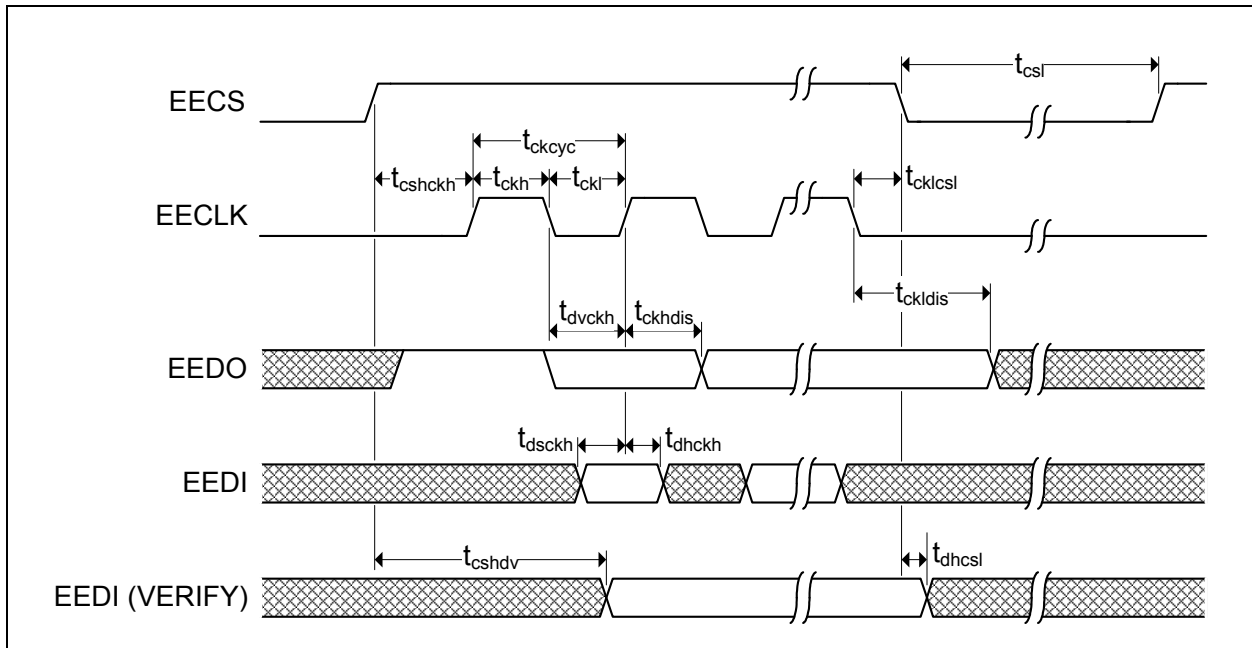 t_csl
EECS
t_ckcyc
t_cshckh t_ckh t_ckl t_cklcsl
EECLK
t_ckldis
t_dvckh t_ckhdis
EEDO
t_dsckh t_dhckh
EEDI
t_cshdv t_dhcsl
EEDI (VERIFY)